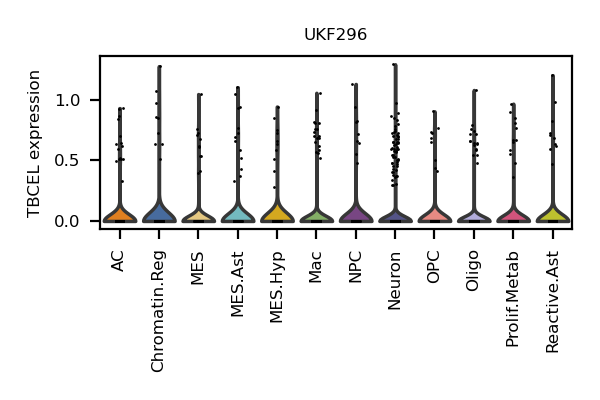 UKF296
TBCEL expression
1.0
0.5
0.0
AC
Chromatin.Reg
MES
MES.Ast
MES.Hyp
Mac
NPC
Neuron
OPC
Oligo
Prolif.Metab
Reactive.Ast